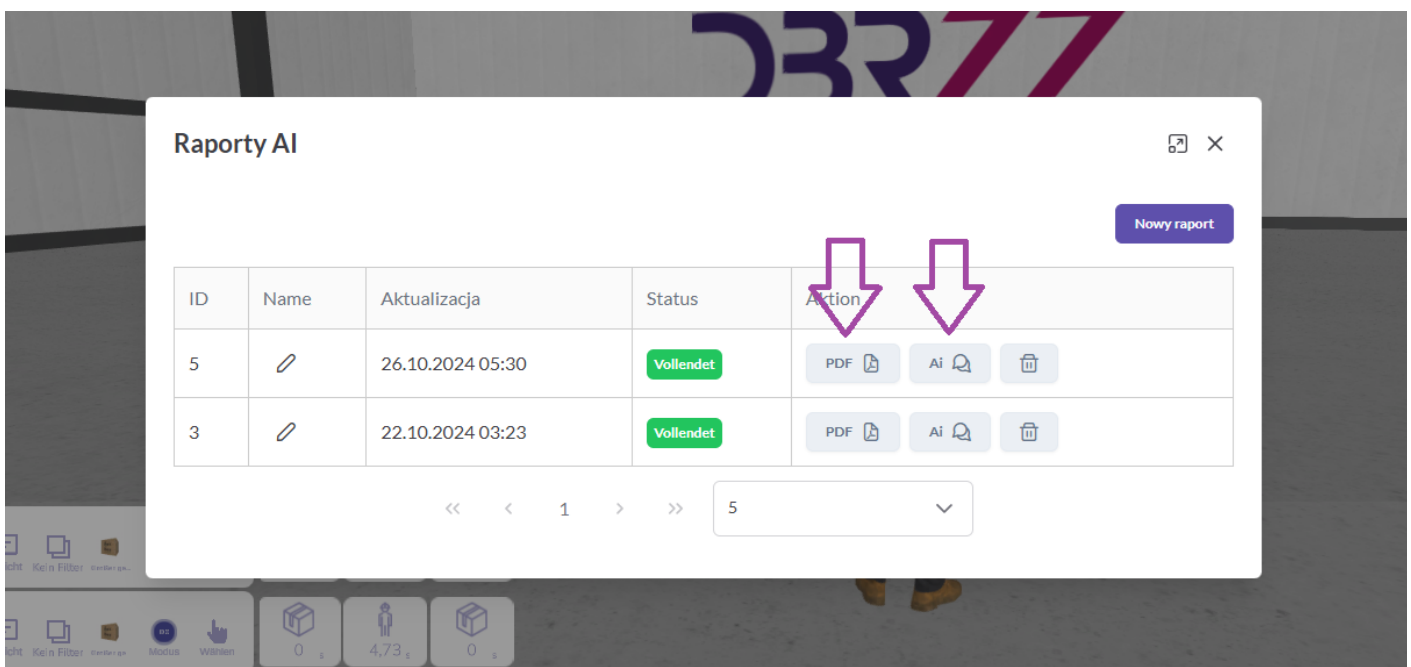 DBR77
Raporty AI
Nowy raport
ID Name Aktualizacja Status Aktion
5 26.10.2024 05:30 Vollendet PDF Ai
3 22.10.2024 03:23 Vollendet PDF Ai
1 5
Kein Filter
Kein Filter DE Modus Wählen 0 s 4,73 s 0 s